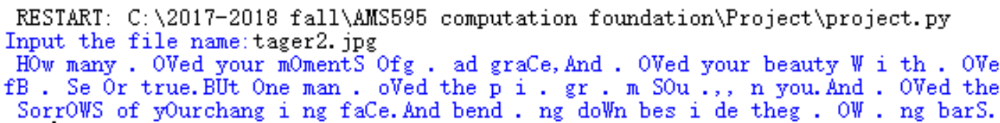 RESTART: C:\2017-2018 fall\AMS595 computation foundation\Project\project.py
Input the file name:tager2.jpg
HOw many . OVed your mOmentS Ofg . ad graCe,And . OVed your beauty W i th . OVe
fB . Se Or true.BUt One man . oVed the p i . gr . m SOu .,, n you.And . OVed the
SorrOWS of yOurchang i ng faCe.And bend . ng doWn bes i de theg . OW . ng barS.